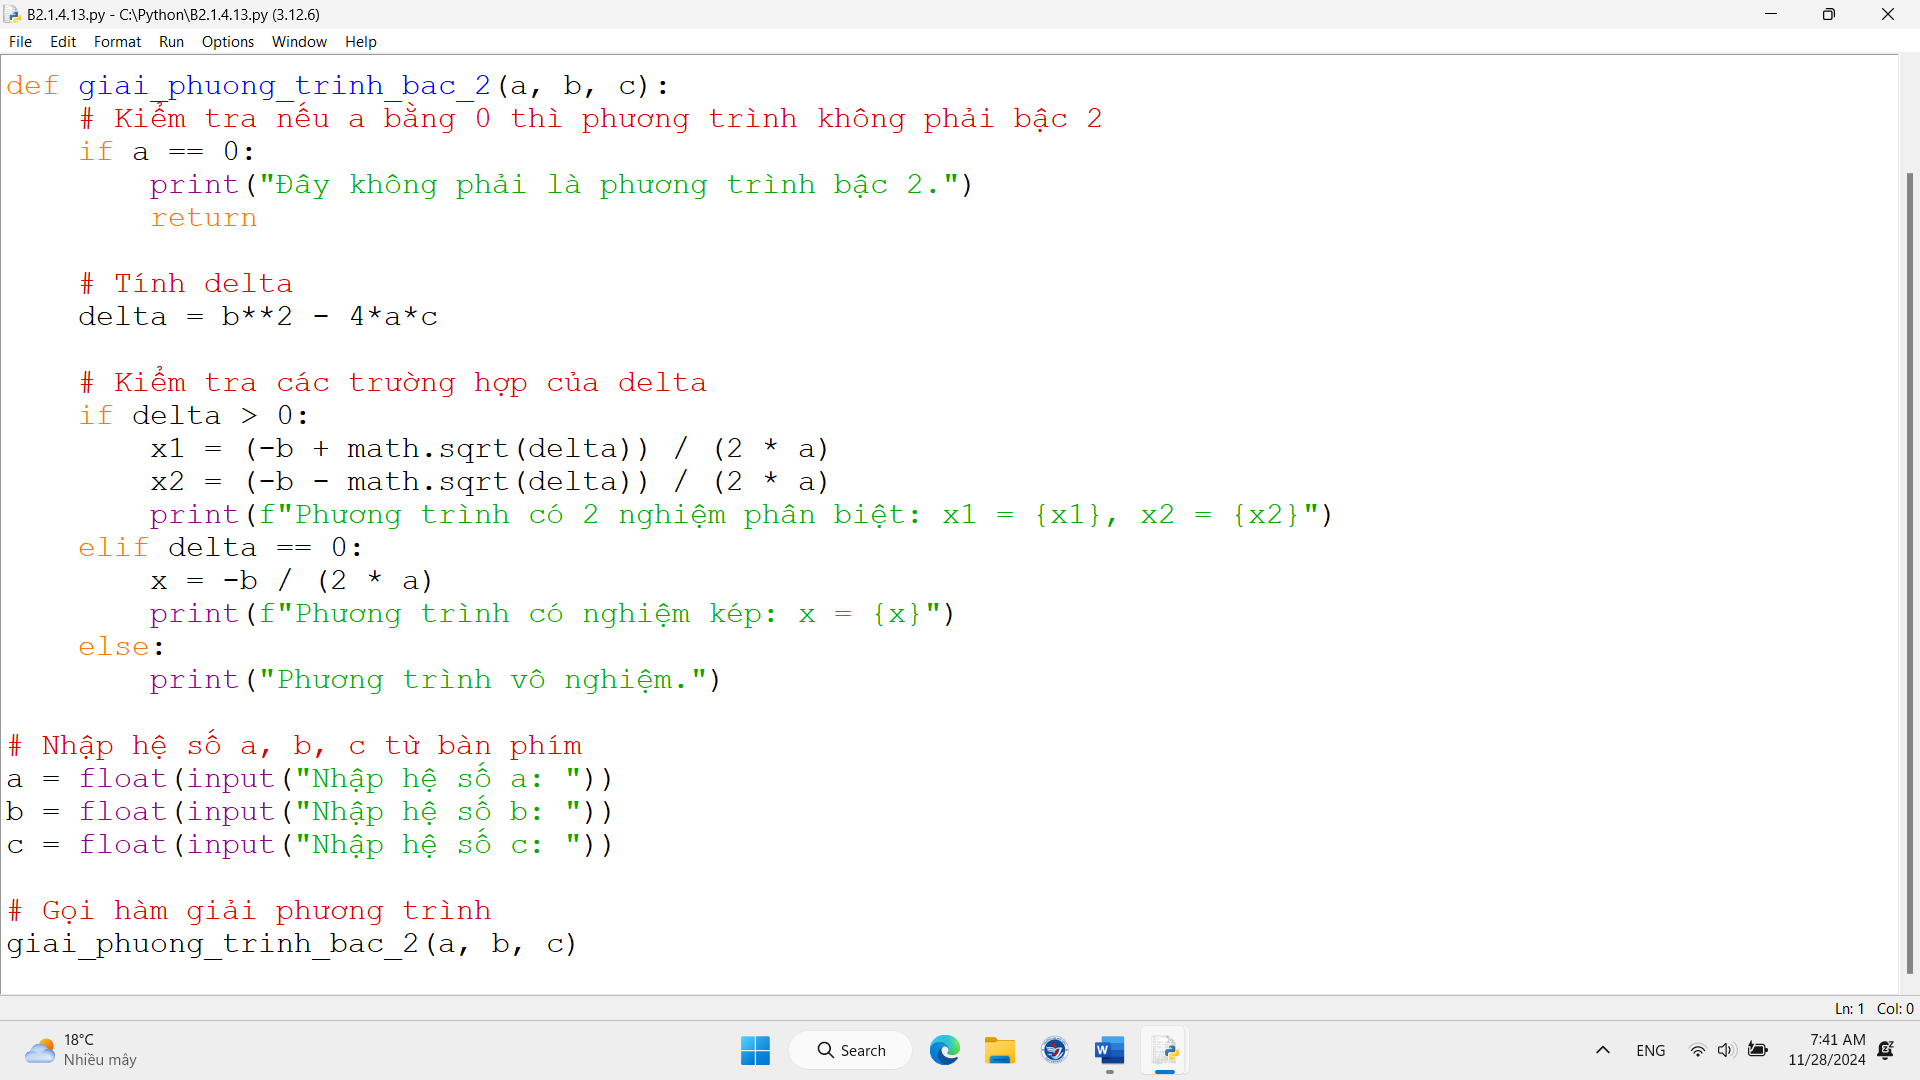 B2.1.4.13.py - C:\Python\B2.1.4.13.py (3.12.6)
File Edit Format Run Options Window Help
def giai_phuong_trinh_bac_2(a, b, c):
    # Kiểm tra nếu a bằng 0 thì phương trình không phải bậc 2
    if a == 0:
        print("Đây không phải là phương trình bậc 2.")
        return
    # Tính delta
    delta = b**2 - 4*a*c
    # Kiểm tra các trường hợp của delta
    if delta > 0:
        x1 = (-b + math.sqrt(delta)) / (2 * a)
        x2 = (-b - math.sqrt(delta)) / (2 * a)
        print(f"Phương trình có 2 nghiệm phân biệt: x1 = {x1}, x2 = {x2}")
    elif delta == 0:
        x = -b / (2 * a)
        print(f"Phương trình có nghiệm kép: x = {x}")
    else:
        print("Phương trình vô nghiệm.")
# Nhập hệ số a, b, c từ bàn phím
a = float(input("Nhập hệ số a: "))
b = float(input("Nhập hệ số b: "))
c = float(input("Nhập hệ số c: "))
# Gọi hàm giải phương trình
giai_phuong_trinh_bac_2(a, b, c)
Ln: 1 Col: 0
18°C
Nhiều mây
Search
ENG
7:41 AM
11/28/2024